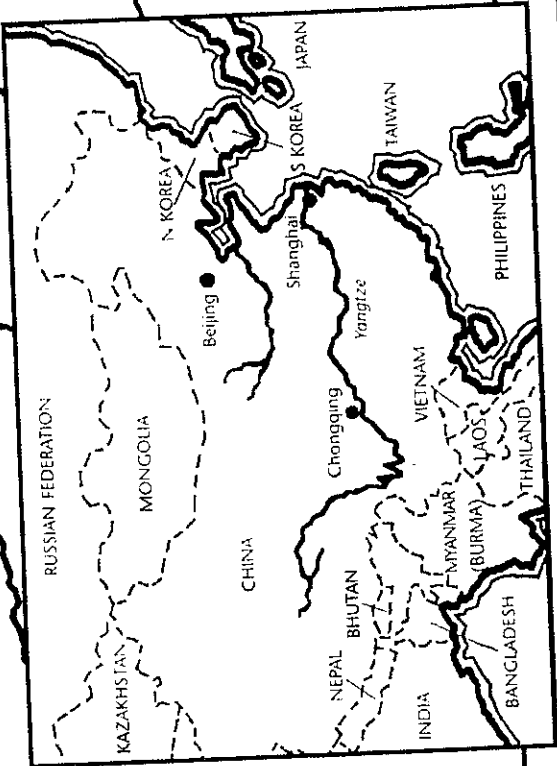 RUSSIAN FEDERATION
KAZAKHSTAN
MONGOLIA
N KOREA
JAPAN
S KOREA
Beijing
CHINA
Shanghai
Yangtze
Chongqing
TAIWAN
NEPAL
BHUTAN
INDIA
BANGLADESH
MYANMAR
(BURMA)
VIETNAM
LAOS
THAILAND
PHILIPPINES